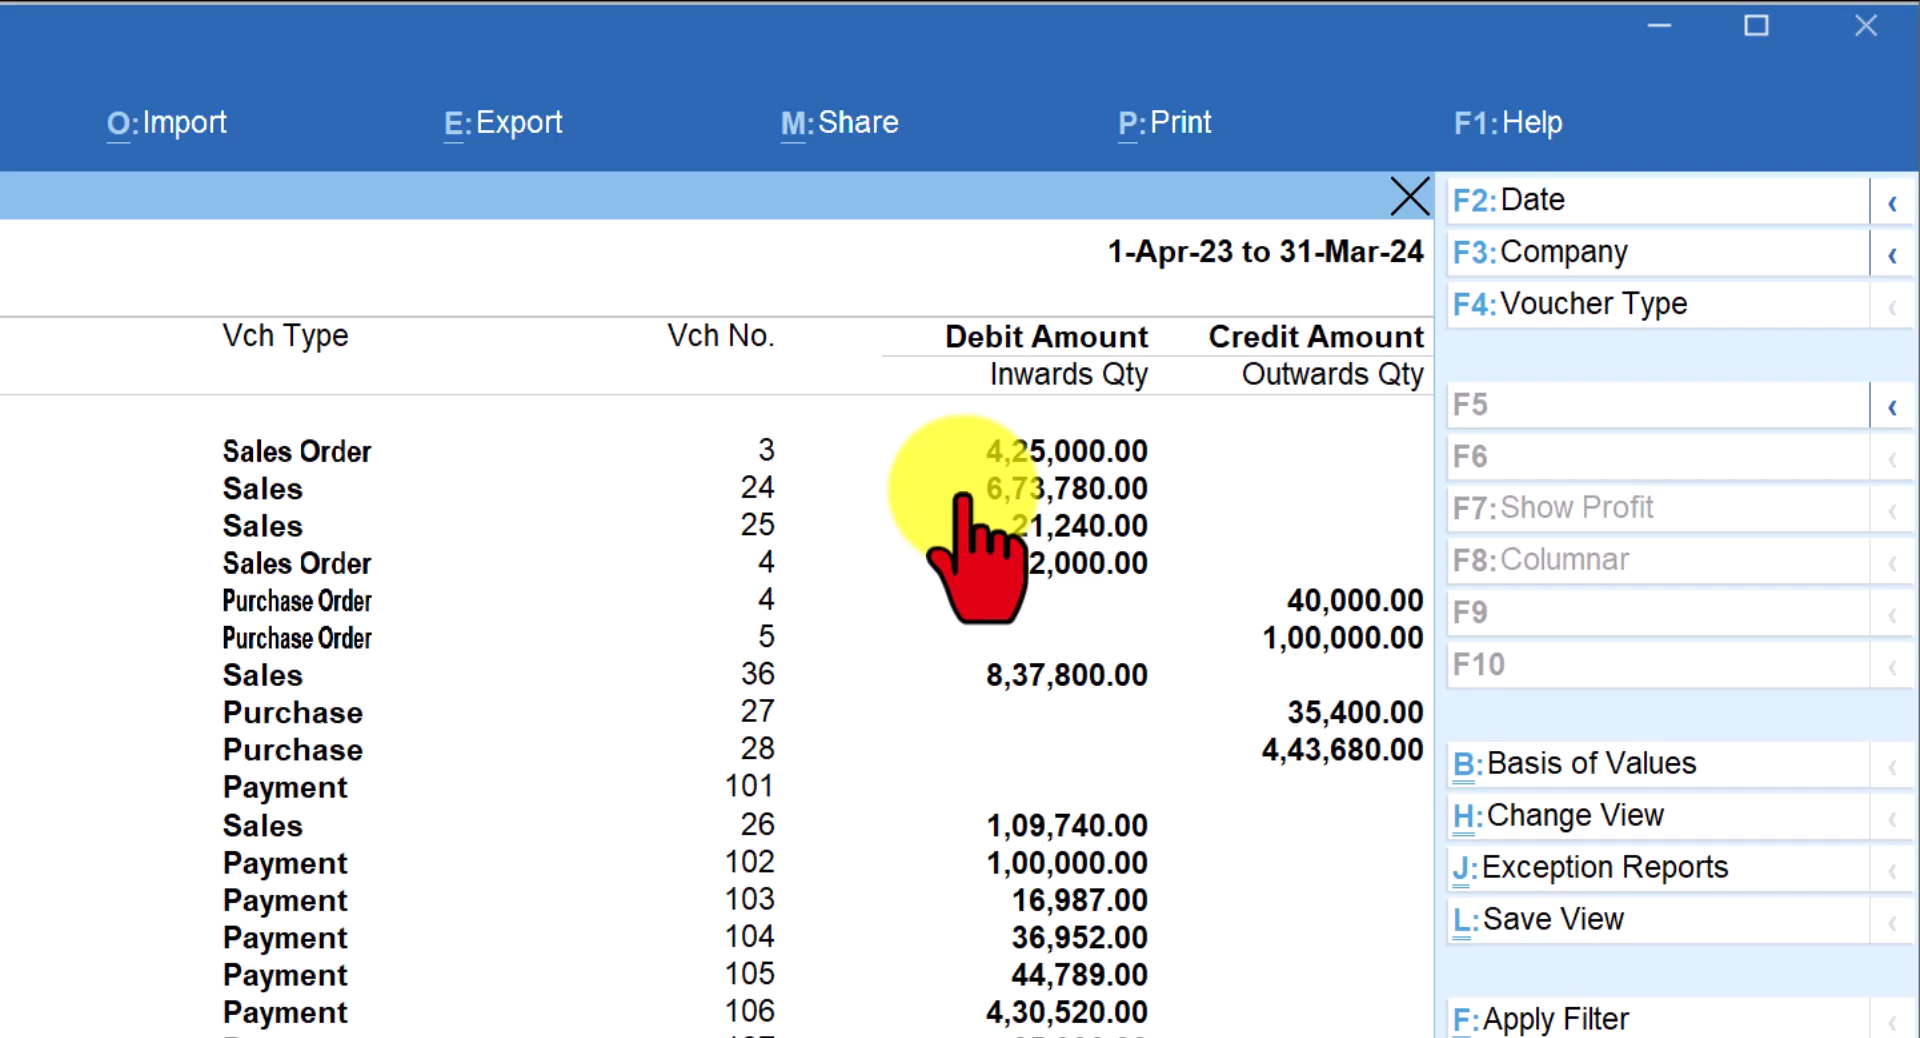 O:Import E:Export M:Share P:Print F1:Help
1-Apr-23 to 31-Mar-24
Vch Type Vch No. Debit Amount Credit Amount
Inwards Qty Outwards Qty
Sales Order 3 4,25,000.00
Sales 24 6,73,780.00
Sales 25 21,240.00
Sales Order 4 2,000.00
Purchase Order 4 40,000.00
Purchase Order 5 1,00,000.00
Sales 36 8,37,800.00
Purchase 27 35,400.00
Purchase 28 4,43,680.00
Payment 101
Sales 26 1,09,740.00
Payment 102 1,00,000.00
Payment 103 16,987.00
Payment 104 36,952.00
Payment 105 44,789.00
Payment 106 4,30,520.00
F2:Date
F3:Company
F4:Voucher Type
F5
F6
F7:Show Profit
F8:Columnar
F9
F10
B:Basis of Values
H:Change View
J:Exception Reports
L:Save View
F:Apply Filter